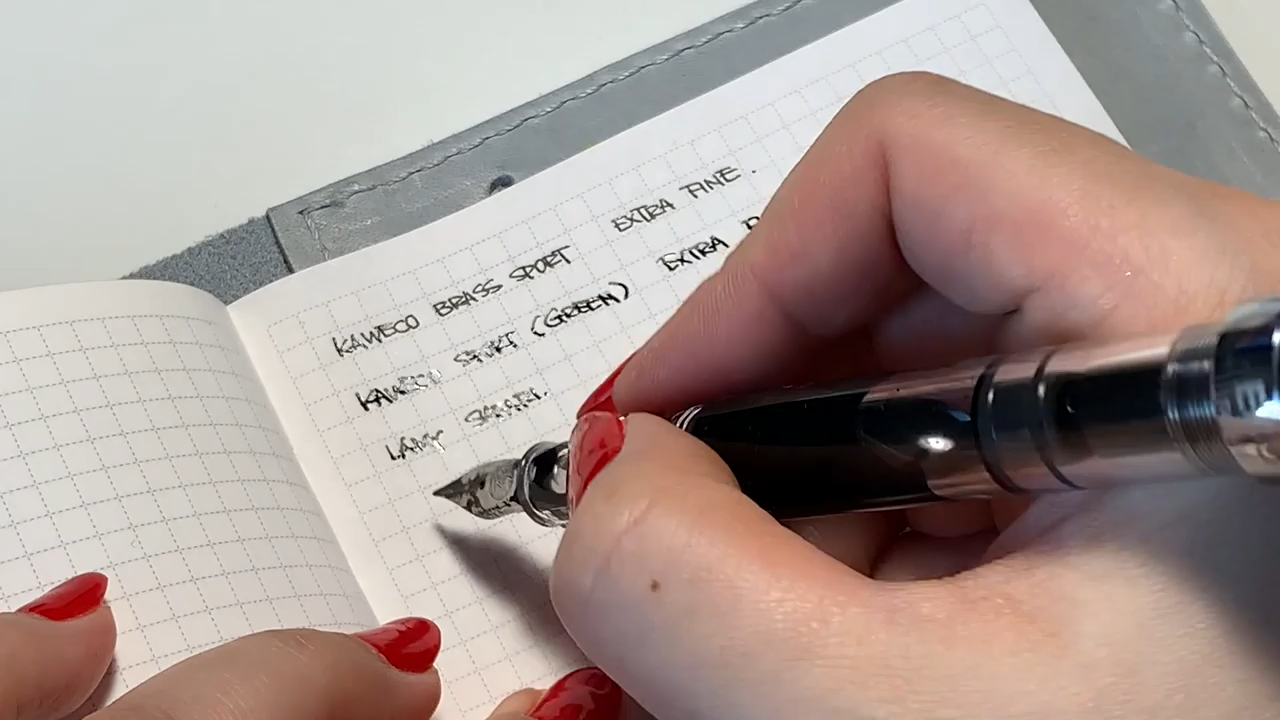 KAWECO BRASS SPORT EXTRA FINE.
KAWECO SPORT (GREEN) EXTRA
LAMY SAFARI.